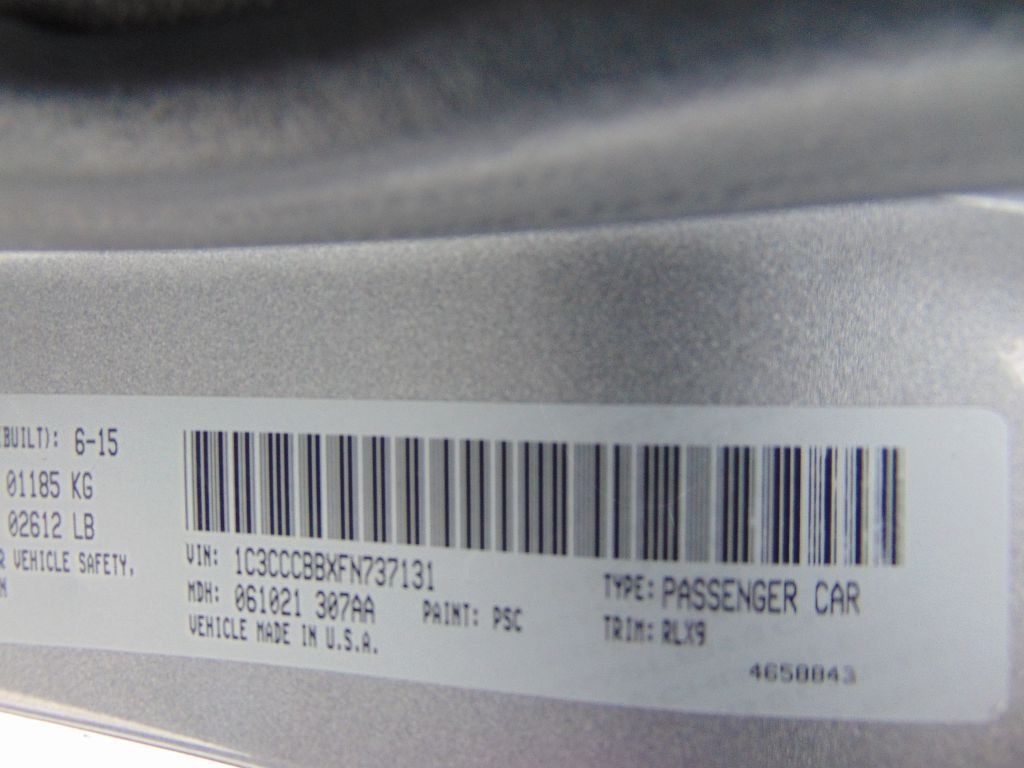 (BUILT): 6-15
01185 KG
02612 LB
R VEHICLE SAFETY,
N
VIN: 1C3CCCBBXFN737131
MDH: 061021 307AA PAINT: PSC
VEHICLE MADE IN U.S.A.
TYPE: PASSENGER CAR
TRIM: RLX9
4658843